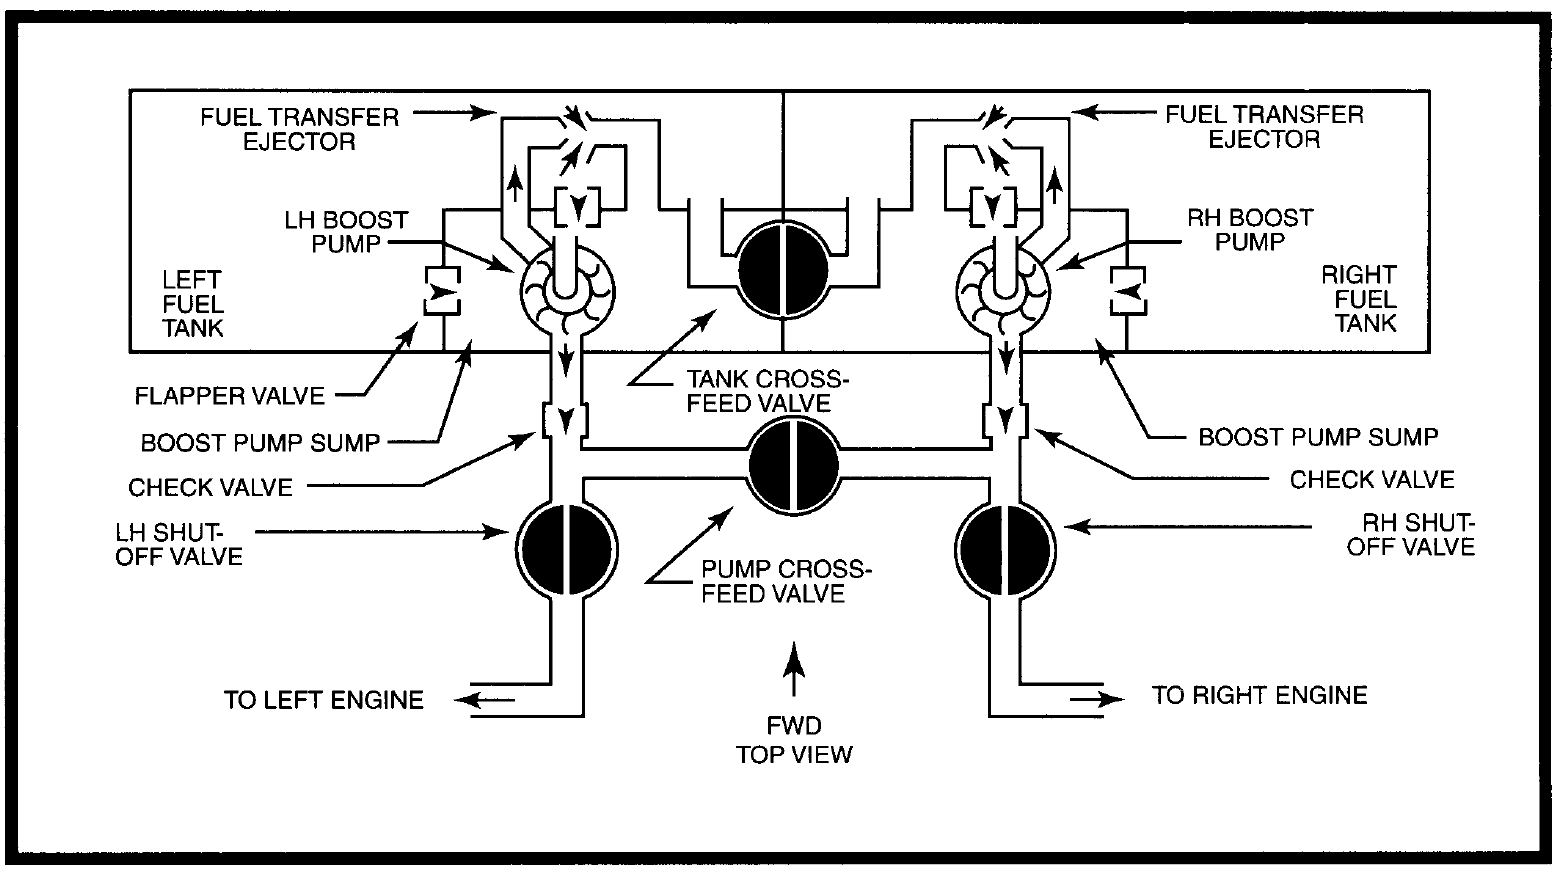 FUEL TRANSFER
EJECTOR
FUEL TRANSFER
EJECTOR
LH BOOST
PUMP
RH BOOST
PUMP
LEFT
FUEL
TANK
RIGHT
FUEL
TANK
TANK CROSS-
FEED VALVE
FLAPPER VALVE
BOOST PUMP SUMP
BOOST PUMP SUMP
CHECK VALVE
CHECK VALVE
LH SHUT-
OFF VALVE
RH SHUT-
OFF VALVE
PUMP CROSS-
FEED VALVE
TO LEFT ENGINE
TO RIGHT ENGINE
FWD
TOP VIEW